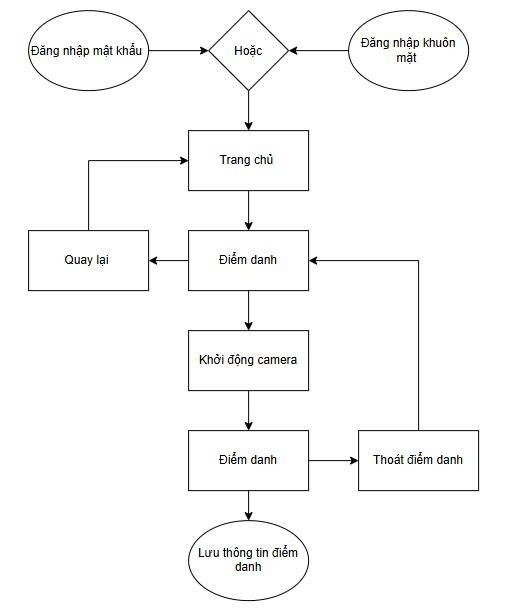 Đăng nhập mật khẩu
Hoặc
Đăng nhập khuôn
mặt
Trang chủ
Quay lại
Điểm danh
Khởi động camera
Điểm danh
Thoát điểm danh
Lưu thông tin điểm
danh